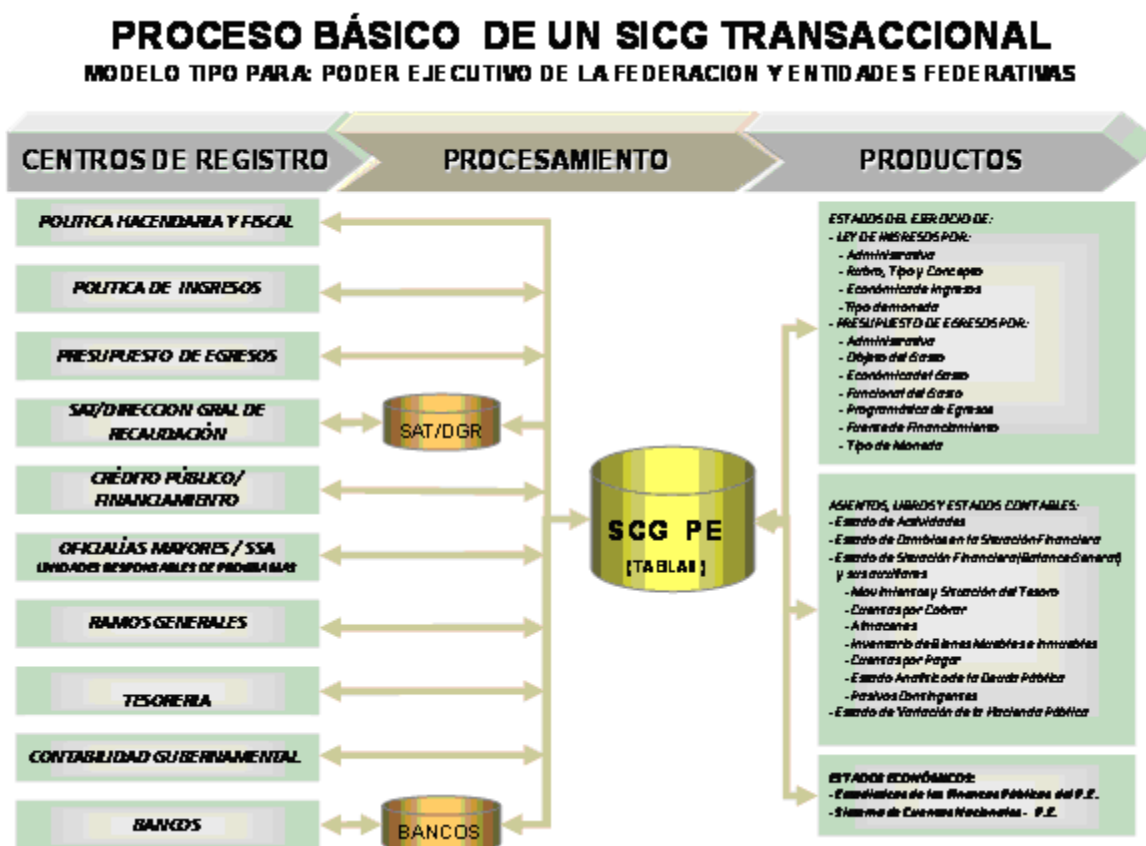 PROCESO BÁSICO DE UN SICG TRANSACCIONAL
MODELO TIPO PARA: PODER EJECUTIVO DE LA FEDERACION Y ENTIDADES FEDERATIVAS
CENTROS DE REGISTRO
PROCESAMIENTO
PRODUCTOS
POLITICA HACENDARIA Y FISCAL
POLITICA DE INGRESOS
PRESUPUESTO DE EGRESOS
SAT/DIRECCION GRAL DE
RECAUDACIÓN
CRÉDITO PÚBLICO/
FINANCIAMIENTO
OFICIALÍAS MAYORES / SSA
UNIDADES RESPONSABLES DE PROGRAMAS
RAMOS GENERALES
TESORERIA
CONTABILIDAD GUBERNAMENTAL
BANCOS
SAT/DGR
BANCOS
SCG PE
(TABLAS)
ESTADOS DEL EJERCICIO DE:
- LEY DE INGRESOS POR:
- Administrativa
- Rubro, Tipo y Concepto
- Económica de Ingresos
- Tipo de moneda
- PRESUPUESTO DE EGRESOS POR:
- Administrativa
- Objeto del Gasto
- Económica del Gasto
- Funcional del Gasto
- Programática de Egresos
- Fuente de Financiamiento
- Tipo de Moneda
ASIENTOS, LIBROS Y ESTADOS CONTABLES:
- Estado de Actividades
- Estado de Cambios en la Situación Financiera
- Estado de Situación Financiera (Balance General)
y sus auxiliares
- Movimientos y Situación del Tesoro
- Cuentas por Cobrar
- Almacenes
- Inventario de Bienes Muebles e Inmuebles
- Cuentas por Pagar
- Estado Analítico de la Deuda Pública
- Pasivos Contingentes
- Estado de Variación de la Hacienda Pública
ESTADOS ECONÓMICOS:
- Estadísticas de las Finanzas Públicas del P.E.
- Sistema de Cuentas Nacionales - P.E.